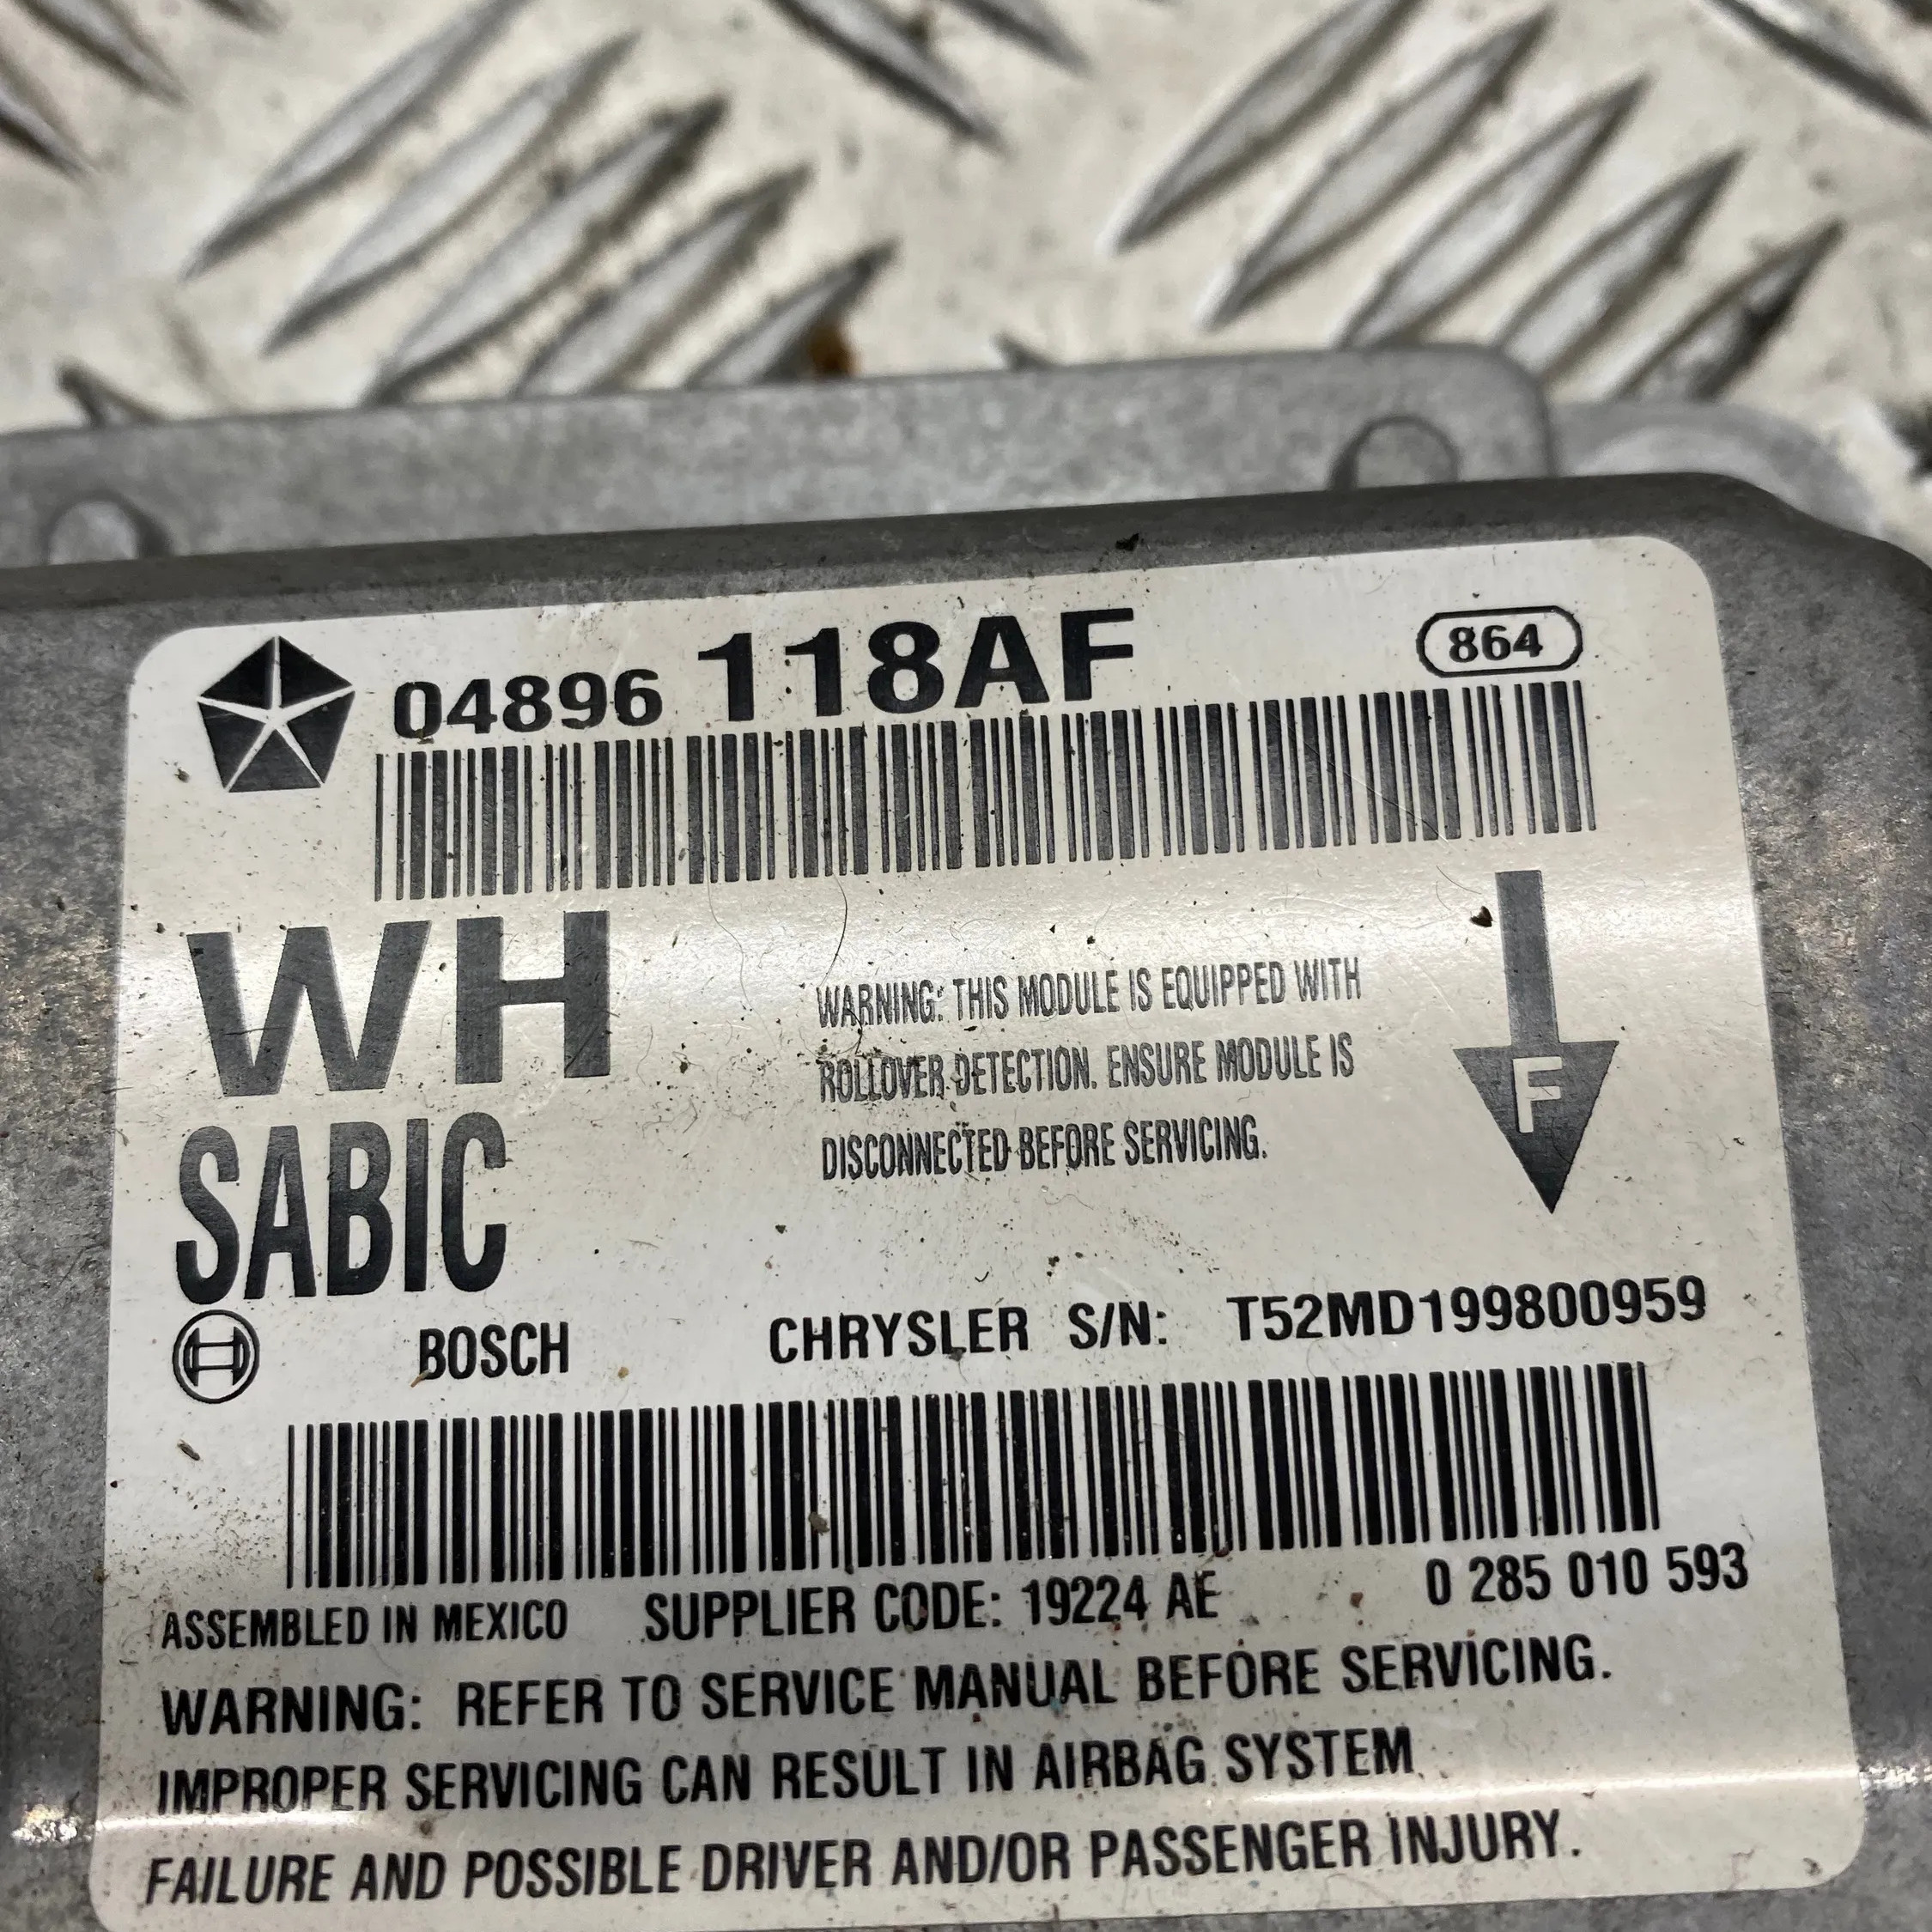 04896 118AF
864
WH
SABIC
WARNING: THIS MODULE IS EQUIPPED WITH
ROLLOVER DETECTION. ENSURE MODULE IS
DISCONNECTED BEFORE SERVICING.
F
BOSCH CHRYSLER S/N: T52MD199800959
ASSEMBLED IN MEXICO SUPPLIER CODE: 19224 AE 0 285 010 593
WARNING: REFER TO SERVICE MANUAL BEFORE SERVICING.
IMPROPER SERVICING CAN RESULT IN AIRBAG SYSTEM
FAILURE AND POSSIBLE DRIVER AND/OR PASSENGER INJURY.